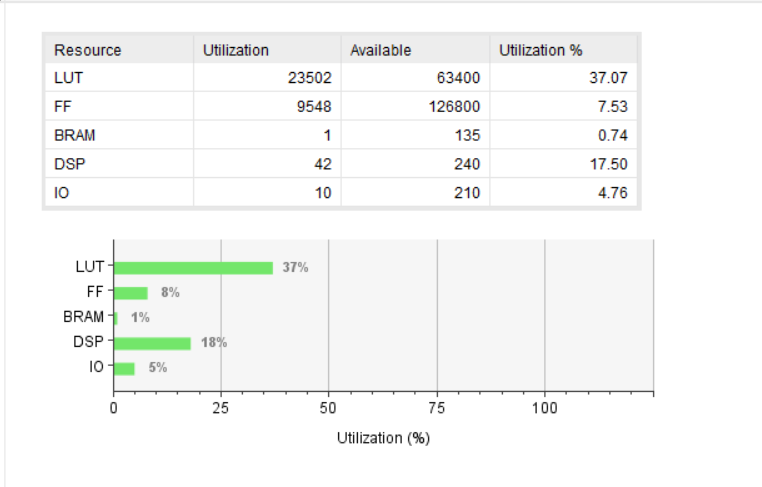 Resource Utilization Available Utilization %
LUT 23502 63400 37.07
FF 9548 126800 7.53
BRAM 1 135 0.74
DSP 42 240 17.50
IO 10 210 4.76
LUT 37%
FF 8%
BRAM 1%
DSP 18%
IO 5%
0 25 50 75 100
Utilization (%)